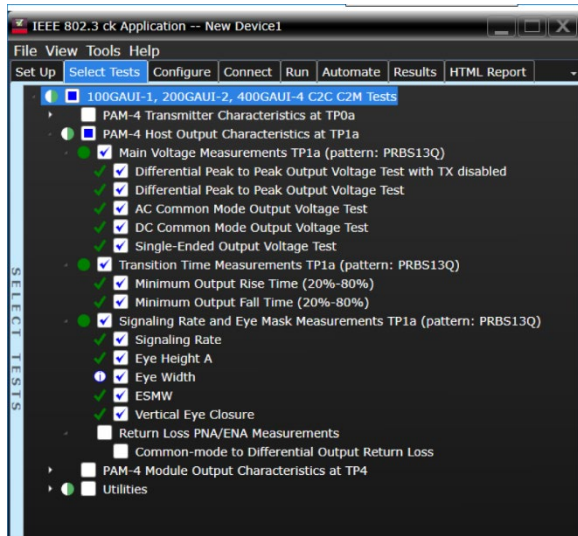 IEEE 802.3 ck Application -- New Device1
File View Tools Help
Set Up Select Tests Configure Connect Run Automate Results HTML Report
100GAUI-1, 200GAUI-2, 400GAUI-4 C2C C2M Tests
PAM-4 Transmitter Characteristics at TP0a
PAM-4 Host Output Characteristics at TP1a
Main Voltage Measurements TP1a (pattern: PRBS13Q)
Differential Peak to Peak Output Voltage Test with TX disabled
Differential Peak to Peak Output Voltage Test
AC Common Mode Output Voltage Test
DC Common Mode Output Voltage Test
Single-Ended Output Voltage Test
Transition Time Measurements TP1a (pattern: PRBS13Q)
Minimum Output Rise Time (20%-80%)
Minimum Output Fall Time (20%-80%)
Signaling Rate and Eye Mask Measurements TP1a (pattern: PRBS13Q)
Signaling Rate
Eye Height A
Eye Width
ESMW
Vertical Eye Closure
Return Loss PNA/ENA Measurements
Common-mode to Differential Output Return Loss
PAM-4 Module Output Characteristics at TP4
Utilities
SELECT TESTS